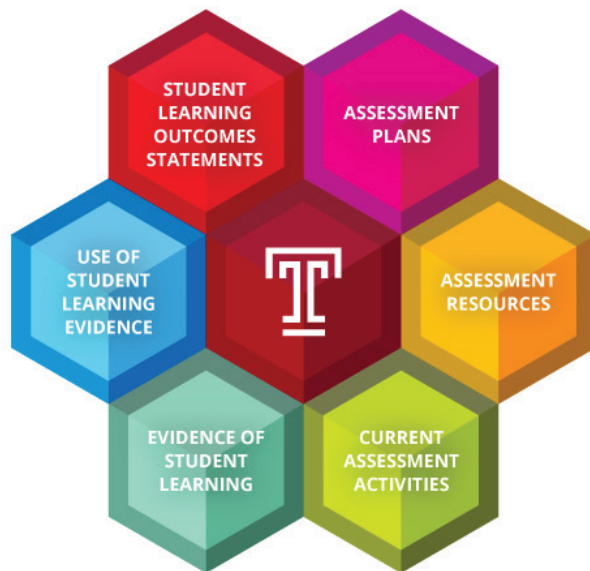 STUDENT
LEARNING
OUTCOMES
STATEMENTS
ASSESSMENT
PLANS
USE OF
STUDENT
LEARNING
EVIDENCE
T
ASSESSMENT
RESOURCES
EVIDENCE OF
STUDENT
LEARNING
CURRENT
ASSESSMENT
ACTIVITIES